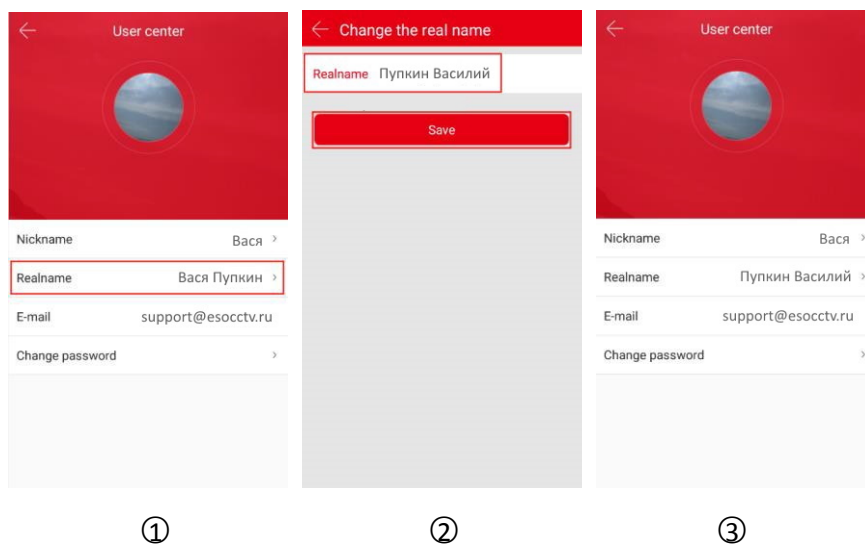 User center
Nickname Вася
Realname Вася Пупкин
E-mail support@esocctv.ru
Change password
①
Change the real name
Realname Пупкин Василий
Save
②
User center
Nickname Вася
Realname Пупкин Василий
E-mail support@esocctv.ru
Change password
③